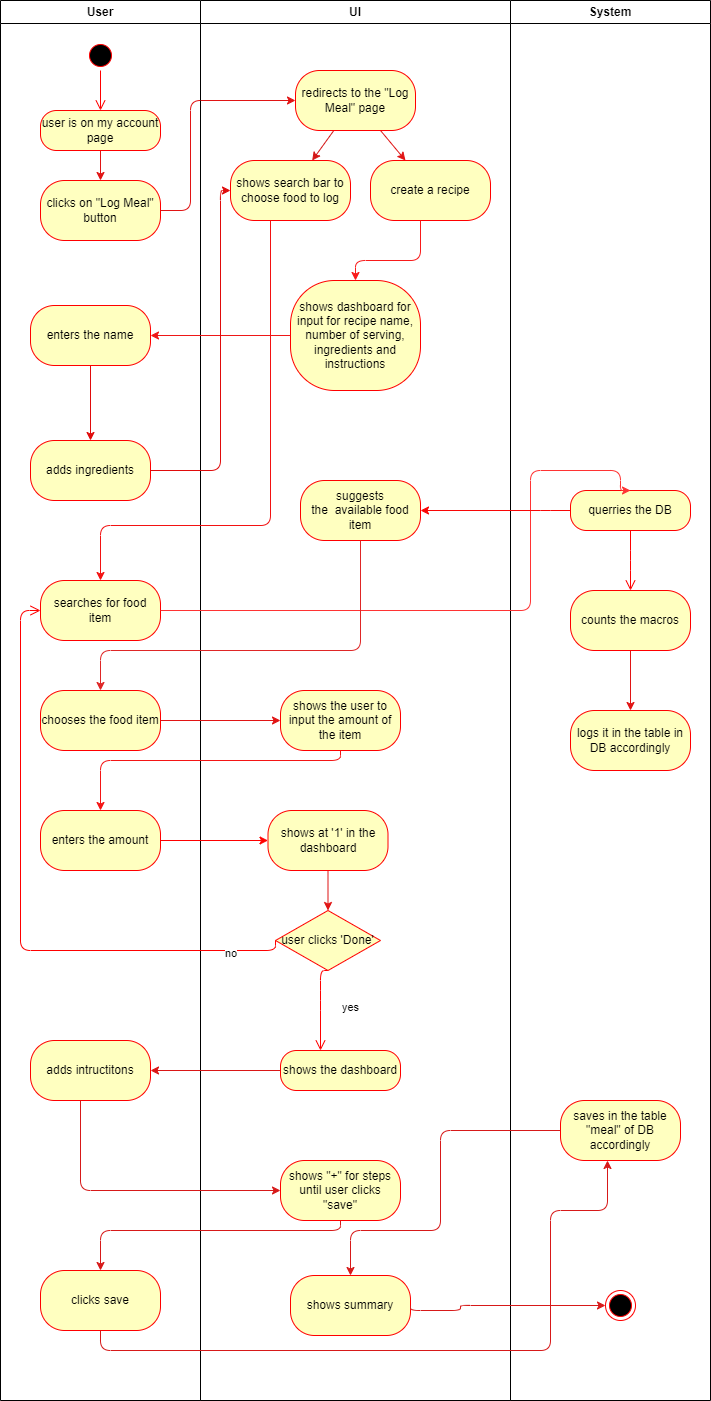 User
UI
System
redirects to the "Log
Meal" page
user is on my account
page
shows search bar to
choose food to log
create a recipe
clicks on "Log Meal"
button
shows dashboard for
input for recipe name,
number of serving,
ingredients and
instructions
enters the name
adds ingredients
suggests
the  available food
item
querries the DB
searches for food
item
counts the macros
chooses the food item
shows the user to
input the amount of
the item
logs it in the table in
DB accordingly
enters the amount
shows at '1' in the
dashboard
user clicks 'Done'
no
yes
adds intructitons
shows the dashboard
saves in the table
"meal" of DB
accordingly
shows "+" for steps
until user clicks
"save"
clicks save
shows summary